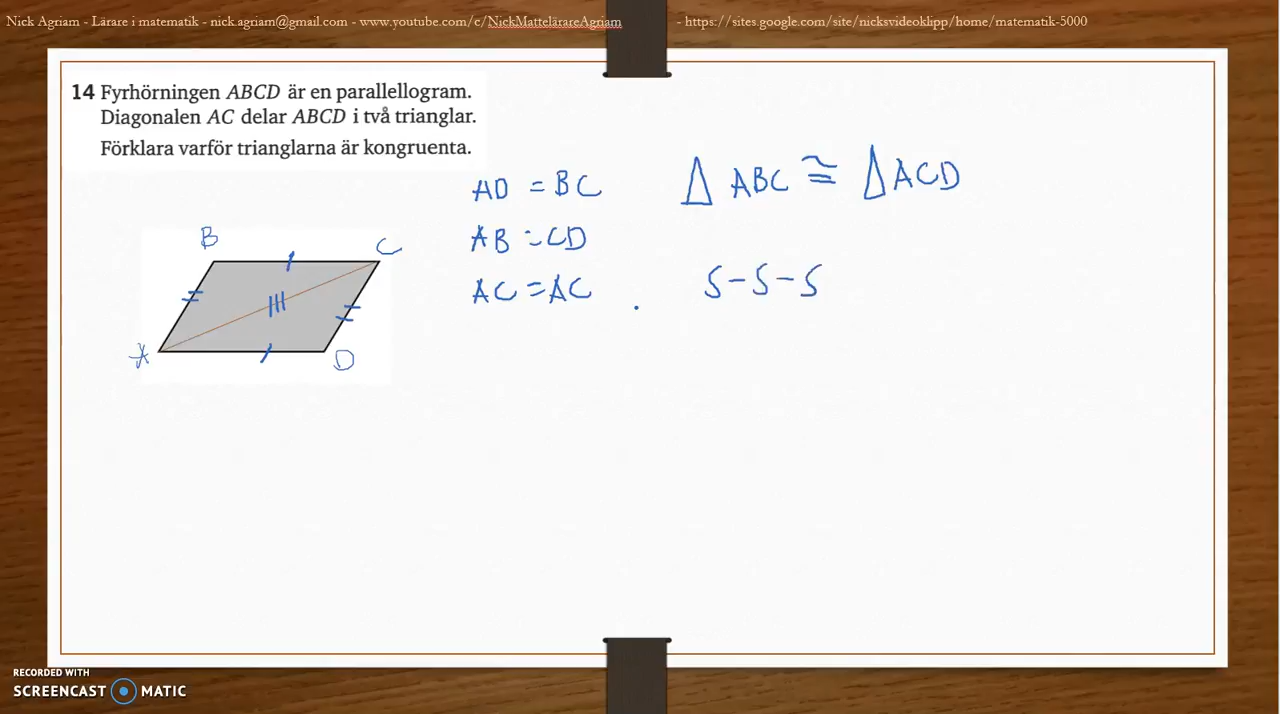 Nick Agriam - Lärare i matematik - nick.agriam@gmail.com - www.youtube.com/c/NickMattelärareAgriam - https://sites.google.com/site/nicksvideoklipp/home/matematik-5000
14 Fyrhörningen ABCD är en parallellogram.
Diagonalen AC delar ABCD i två trianglar.
Förklara varför trianglarna är kongruenta.
AD = BC
Δ ABC ≅ Δ ACD
AB = CD
AC = AC
S-S-S
B
C
A
D
RECORDED WITH
SCREENCAST MATIC